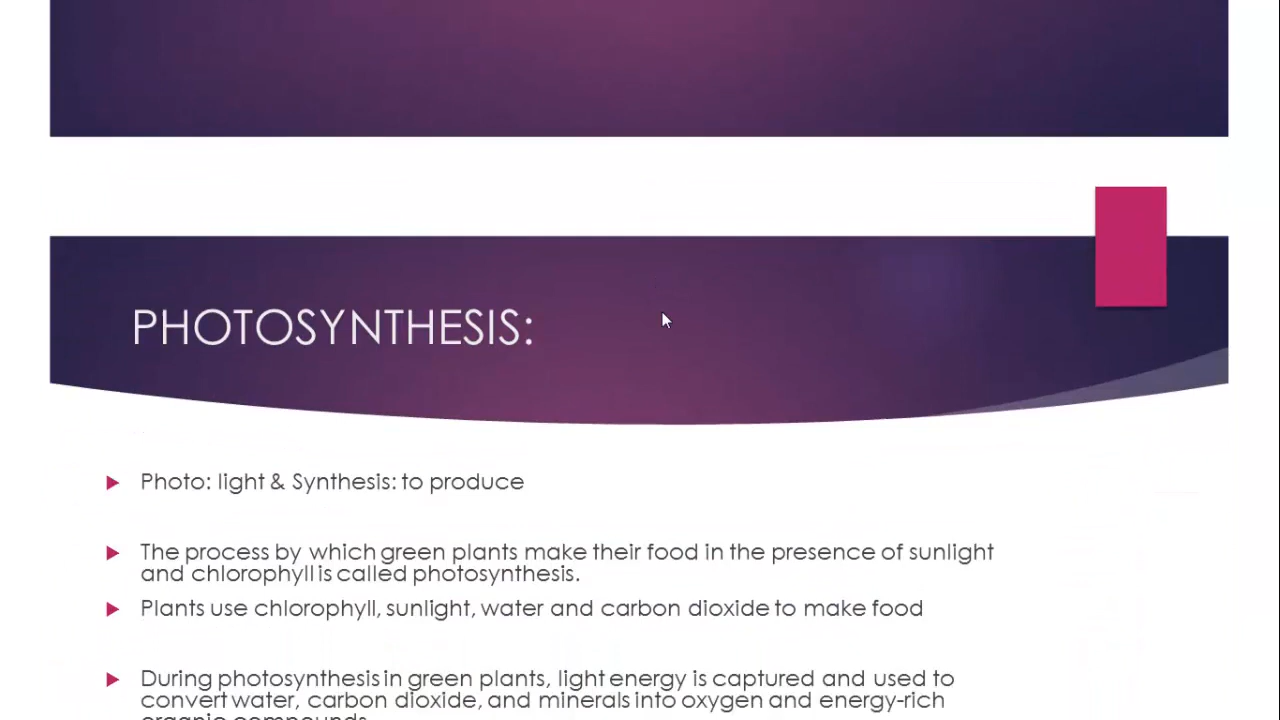 PHOTOSYNTHESIS:
Photo: light & Synthesis: to produce
The process by which green plants make their food in the presence of sunlight
and chlorophyll is called photosynthesis.
Plants use chlorophyll, sunlight, water and carbon dioxide to make food
During photosynthesis in green plants, light energy is captured and used to
convert water, carbon dioxide, and minerals into oxygen and energy-rich
organic compounds.